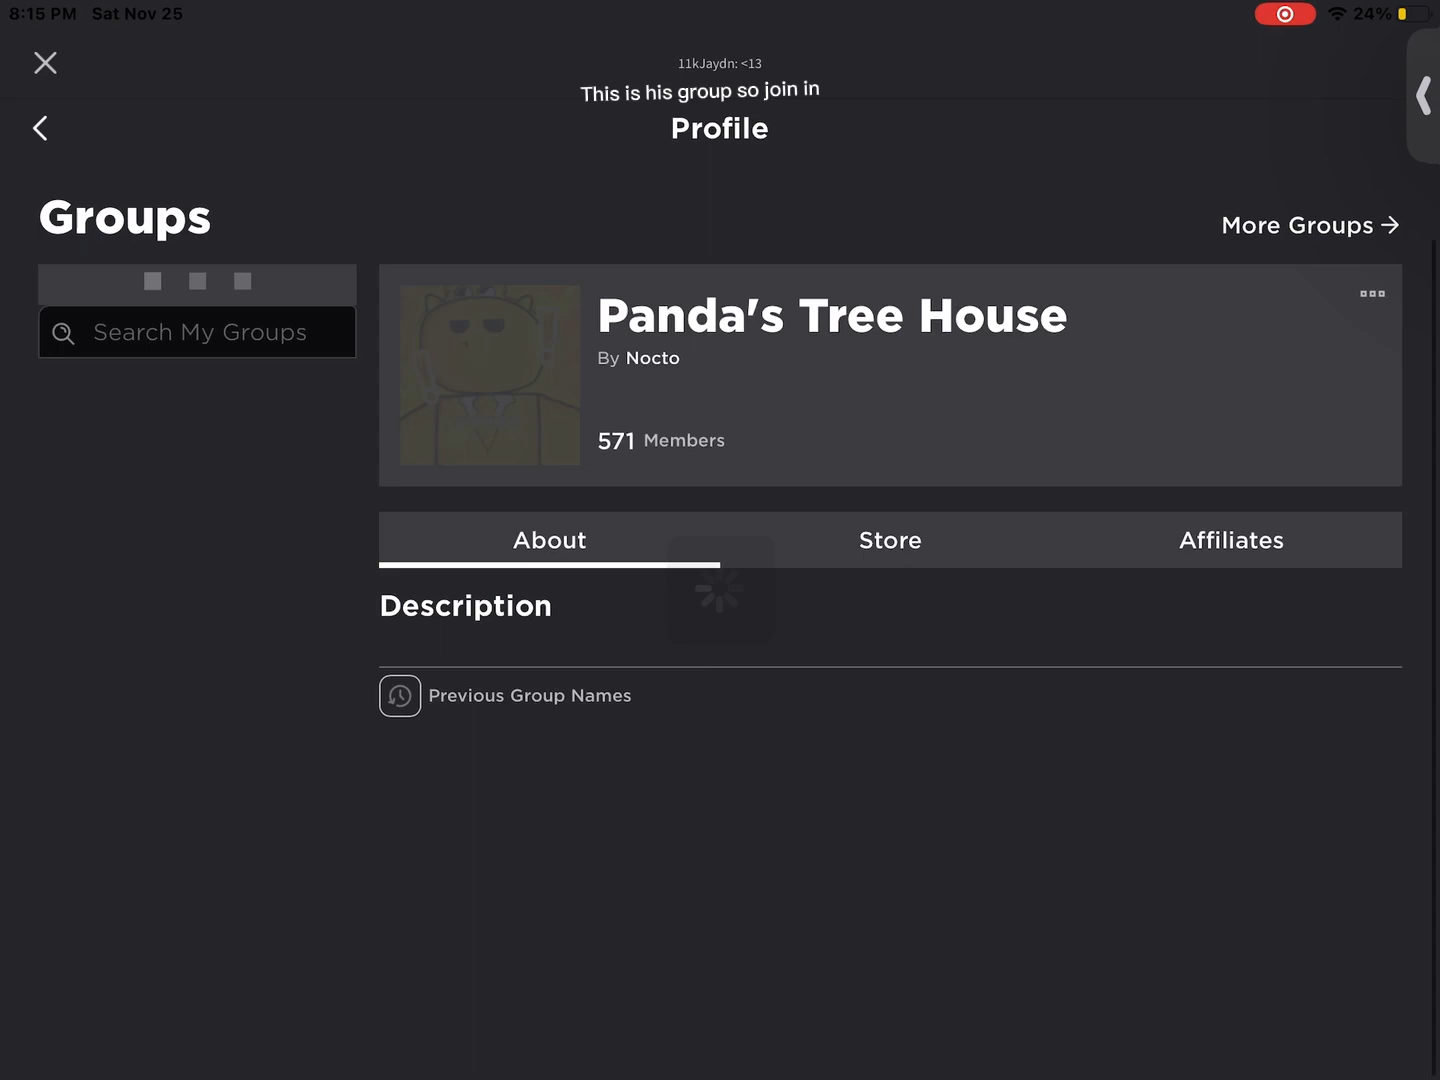 8:15 PM Sat Nov 25
24%
11kJaydn: <13
This is his group so join in
Profile
Groups
More Groups
Search My Groups
Panda's Tree House
By Nocto
571 Members
About
Store
Affiliates
Description
Previous Group Names